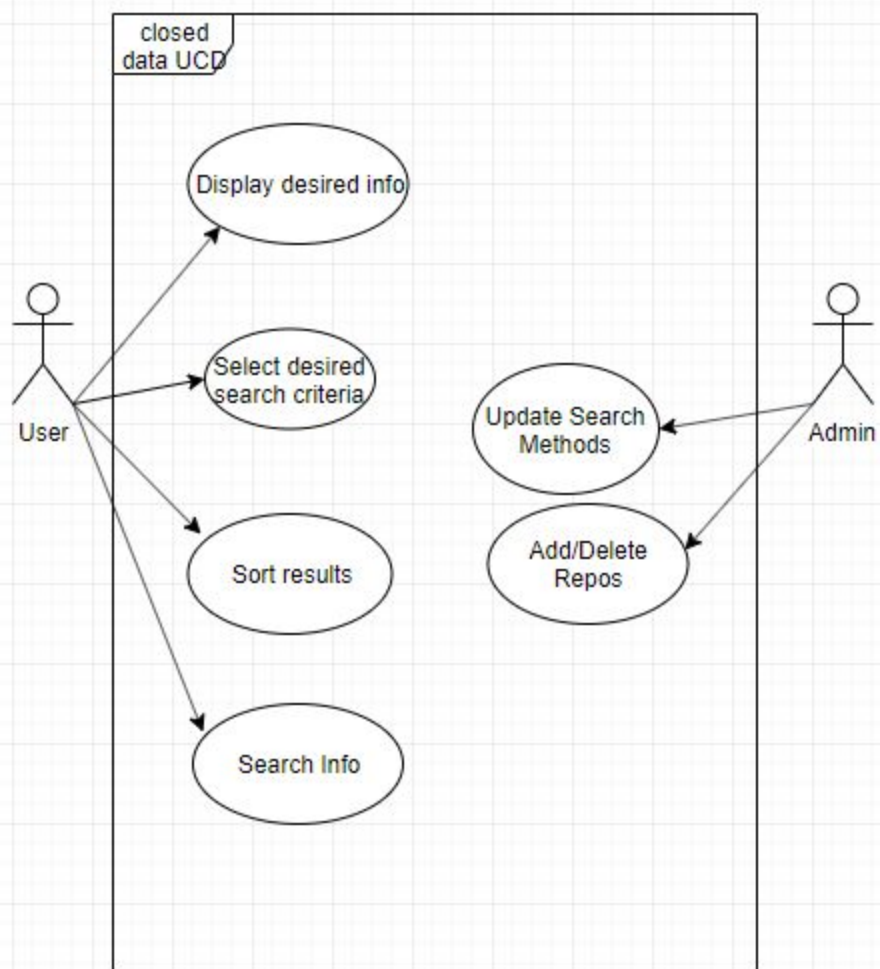 closed
data UCD
Display desired info
Select desired
search criteria
User
Update Search
Methods
Admin
Add/Delete
Repos
Sort results
Search Info